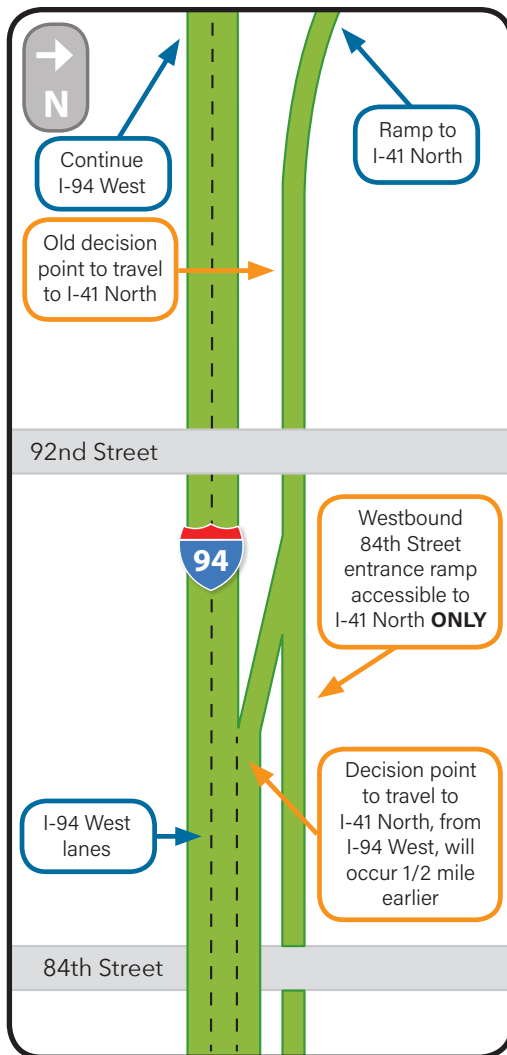 N
Continue
I-94 West
Ramp to
I-41 North
Old decision
point to travel
to I-41 North
92nd Street
94
Westbound
84th Street
entrance ramp
accessible to
I-41 North ONLY
I-94 West
lanes
Decision point
to travel to
I-41 North, from
I-94 West, will
occur 1/2 mile
earlier
84th Street